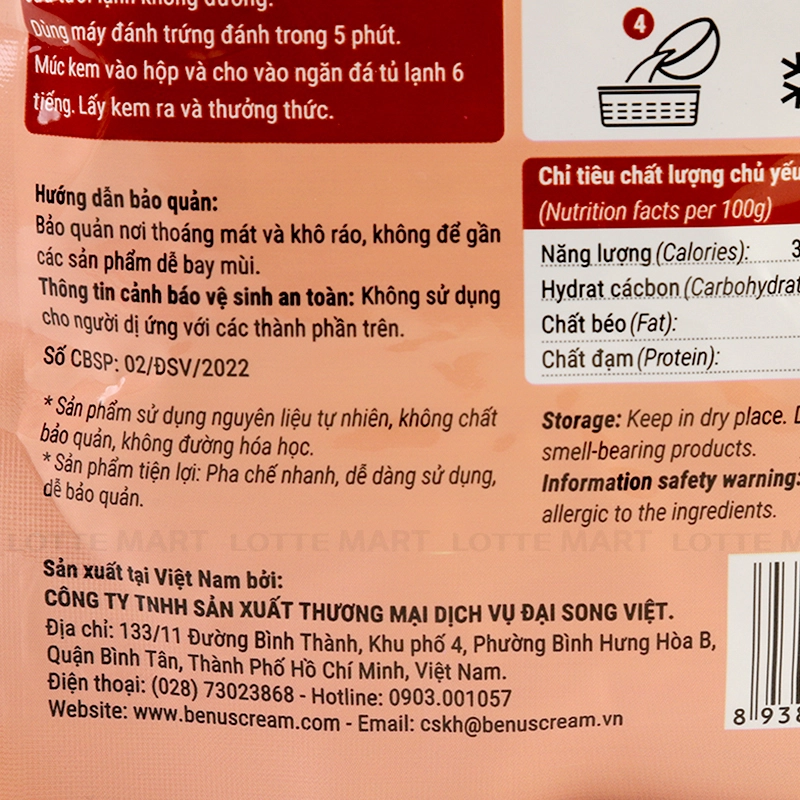 sữa tươi lạnh không đường.
Dùng máy đánh trứng đánh trong 5 phút.
Múc kem vào hộp và cho vào ngăn đá tủ lạnh 6
tiếng. Lấy kem ra và thưởng thức.
4
Hướng dẫn bảo quản:
Bảo quản nơi thoáng mát và khô ráo, không để gần
các sản phẩm dễ bay mùi.
Thông tin cảnh báo vệ sinh an toàn: Không sử dụng
cho người dị ứng với các thành phần trên.
Số CBSP: 02/ĐSV/2022
* Sản phẩm sử dụng nguyên liệu tự nhiên, không chất
bảo quản, không đường hóa học.
* Sản phẩm tiện lợi: Pha chế nhanh, dễ dàng sử dụng,
dễ bảo quản.
Chỉ tiêu chất lượng chủ yếu
(Nutrition facts per 100g)
Năng lượng (Calories): 3
Hydrat cácbon (Carbohydrat
Chất béo (Fat):
Chất đạm (Protein):
Storage: Keep in dry place.
smell-bearing products.
Information safety warning:
allergic to the ingredients.
LOTTE MART LOTTE MART LOTTE MART LOTTE MART
Sản xuất tại Việt Nam bởi:
CÔNG TY TNHH SẢN XUẤT THƯƠNG MẠI DỊCH VỤ ĐẠI SONG VIỆT.
Địa chỉ: 133/11 Đường Bình Thành, Khu phố 4, Phường Bình Hưng Hòa B,
Quận Bình Tân, Thành Phố Hồ Chí Minh, Việt Nam.
Điện thoại: (028) 73023868 - Hotline: 0903.001057
Website: www.benuscream.com - Email: cskh@benuscream.vn
8 938